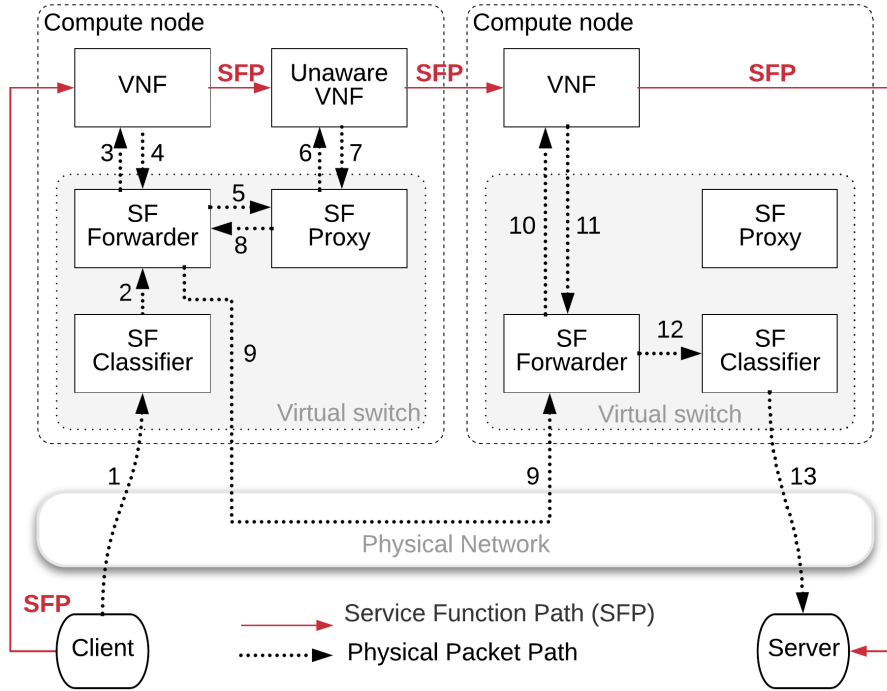 Compute node
Compute node
VNF
SFP
Unaware
VNF
SFP
VNF
SFP
3
4
6
7
SF
Forwarder
5
8
SF
Proxy
10
11
SF
Proxy
2
SF
Classifier
9
SF
Forwarder
12
SF
Classifier
Virtual switch
Virtual switch
1
9
13
Physical Network
SFP
Client
Service Function Path (SFP)
Physical Packet Path
Server